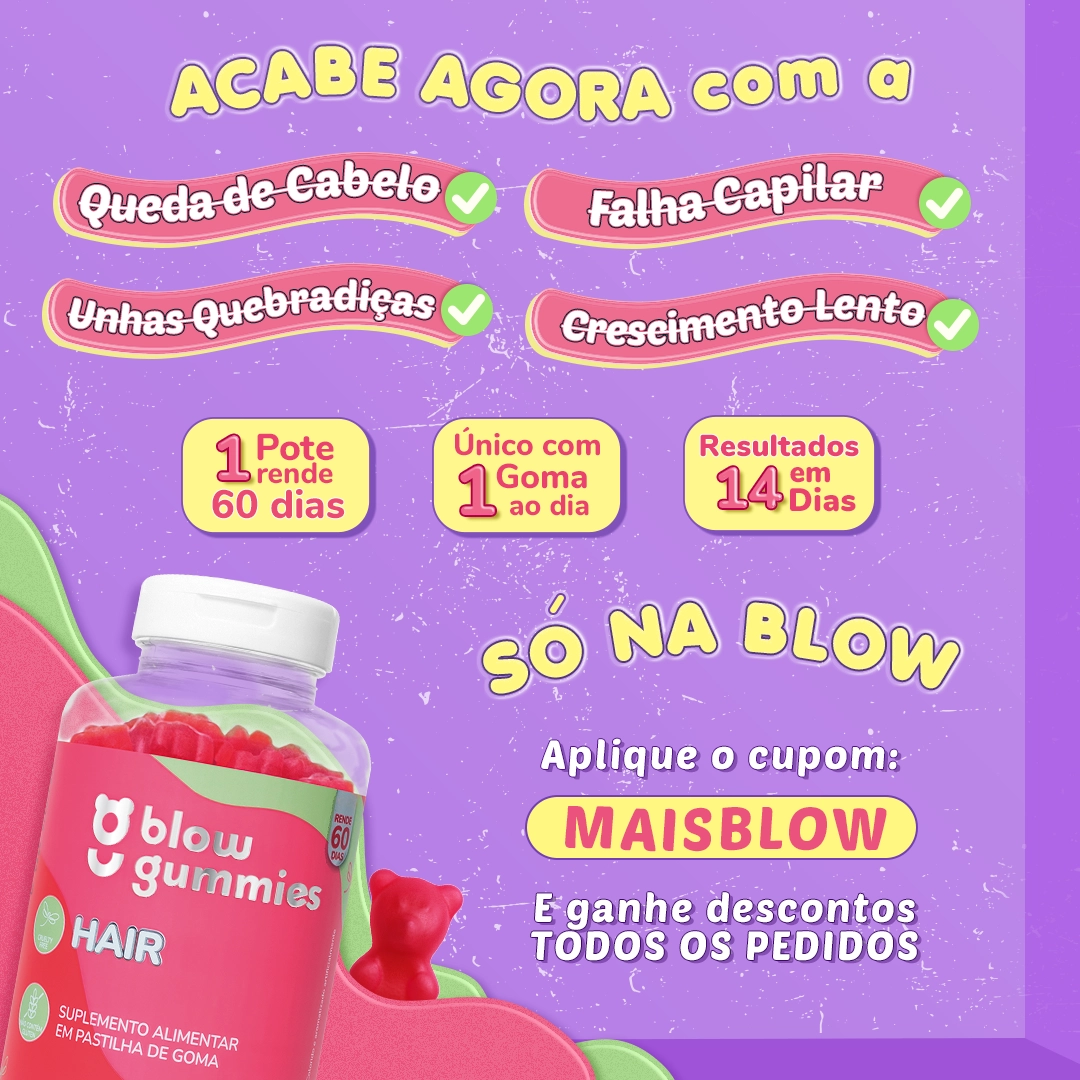 ACABE AGORA com a
Queda de Cabelo
Falha Capilar
Unhas Quebradiças
Crescimento Lento
1 Pote
rende
60 dias
Único com
1 Goma
ao dia
Resultados
14 em
Dias
SÓ NA BLOW
Aplique o cupom:
MAISBLOW
E ganhe descontos
TODOS OS PEDIDOS
RENDE
60
DIAS
blow
gummies
CRUELTY
FREE
HAIR
SUPLEMENTO ALIMENTAR
EM PASTILHA DE GOMA